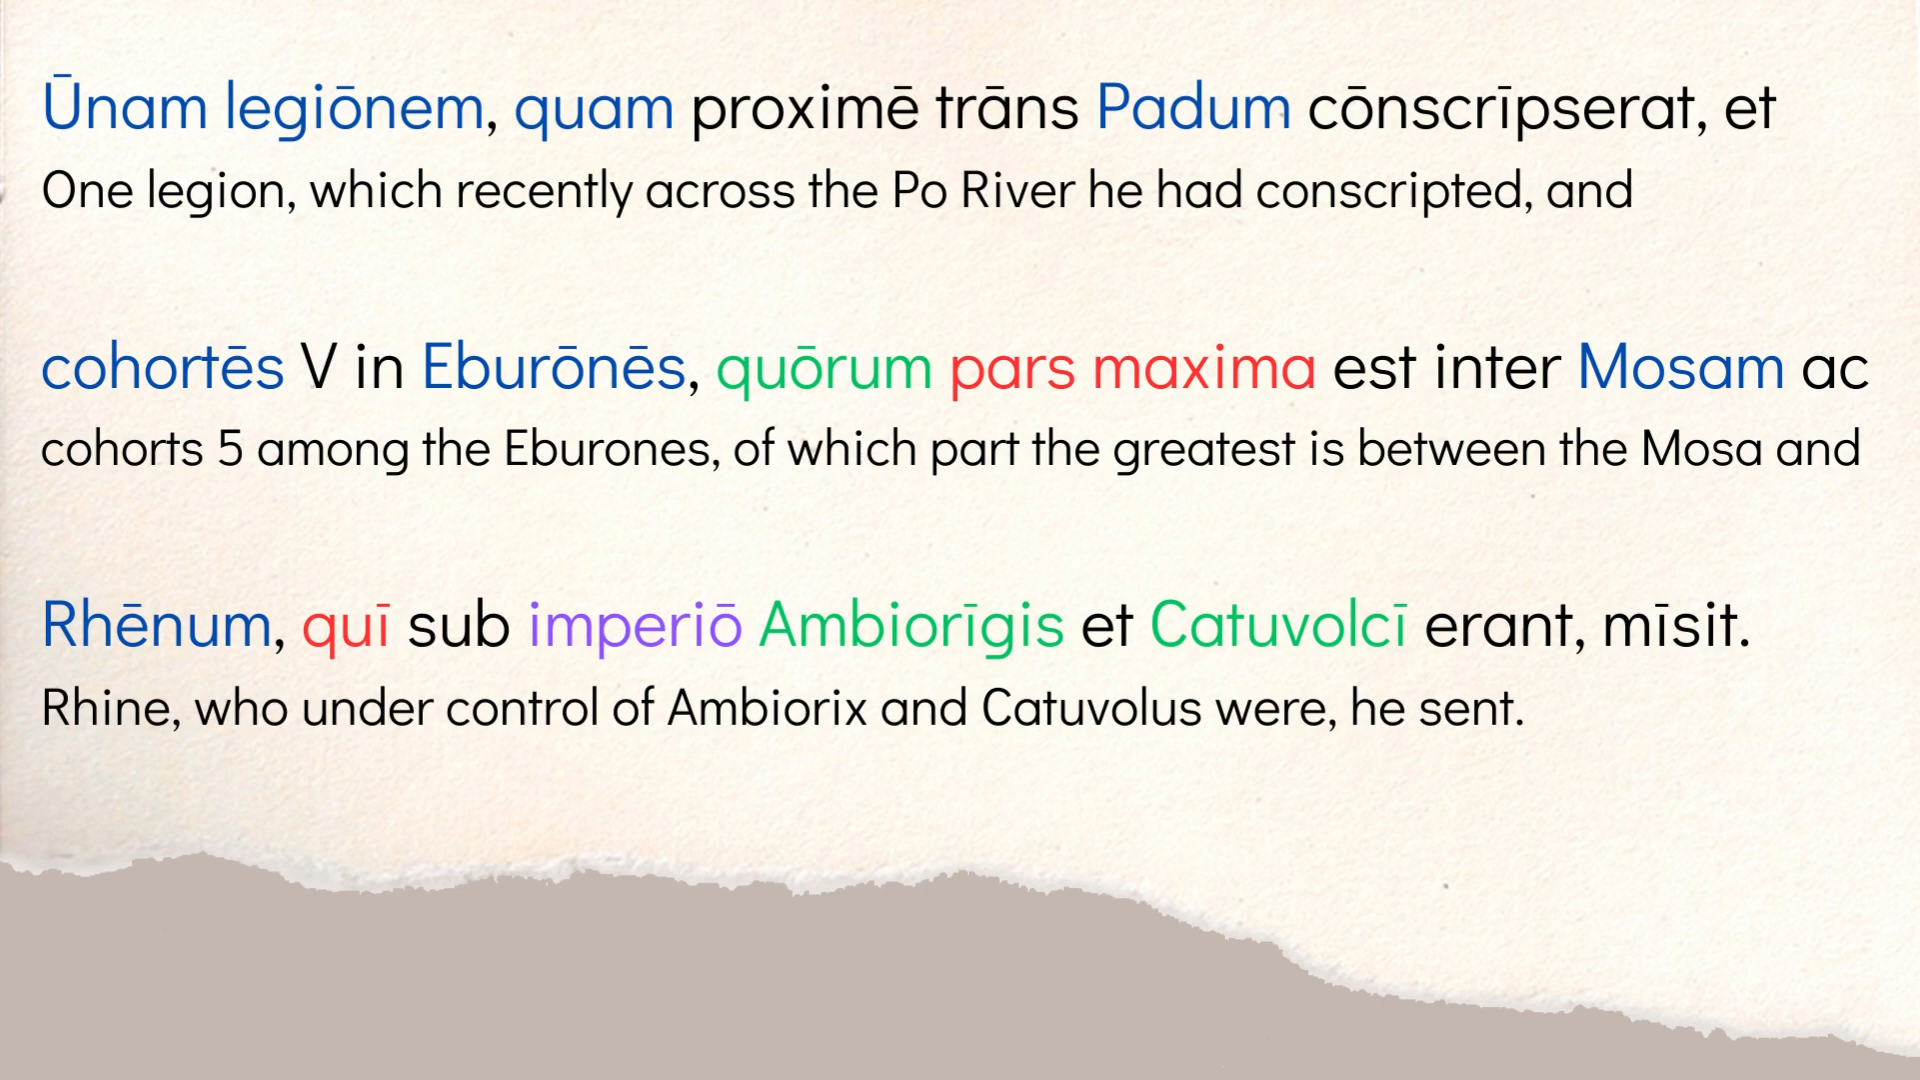 Ūnam legiōnem, quam proximē trāns Padum cōnscrīpserat, et
One legion, which recently across the Po River he had conscripted, and
cohortēs V in Eburōnēs, quōrum pars maxima est inter Mosam ac
cohorts 5 among the Eburones, of which part the greatest is between the Mosa and
Rhēnum, quī sub imperiō Ambiorīgis et Catuvolcī erant, mīsit.
Rhine, who under control of Ambiorix and Catuvolus were, he sent.